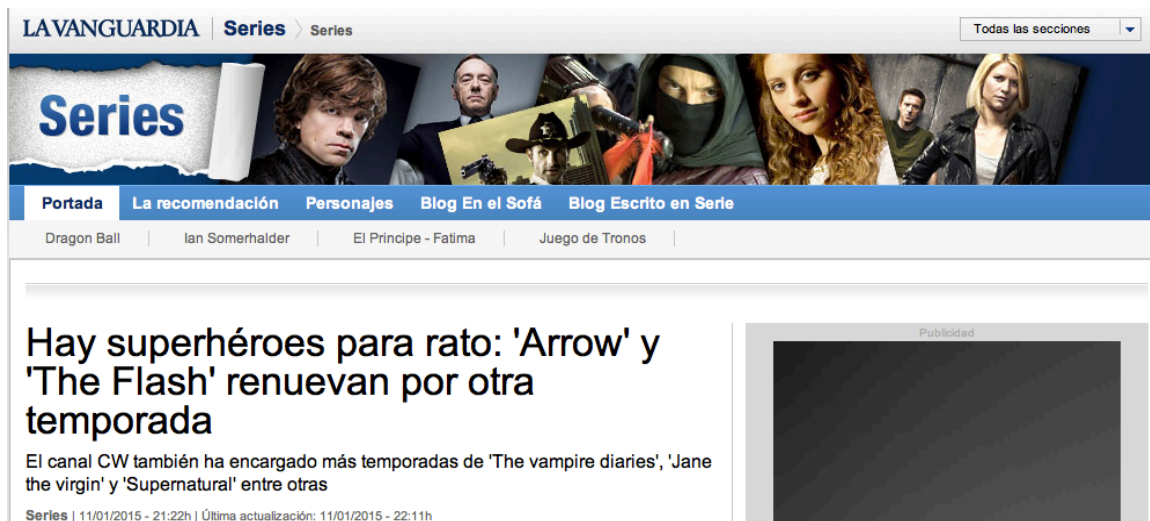 LA VANGUARDIA Series Series
Todas las secciones
Series
Portada La recomendación Personajes Blog En el Sofá Blog Escrito en Serie
Dragon Ball Ian Somerhalder El Principe - Fatima Juego de Tronos
Hay superhéroes para rato: 'Arrow' y
'The Flash' renuevan por otra
temporada
Publicidad
El canal CW también ha encargado más temporadas de 'The vampire diaries', 'Jane
the virgin' y 'Supernatural' entre otras
Series | 11/01/2015 - 21:22h | Última actualización: 11/01/2015 - 22:11h